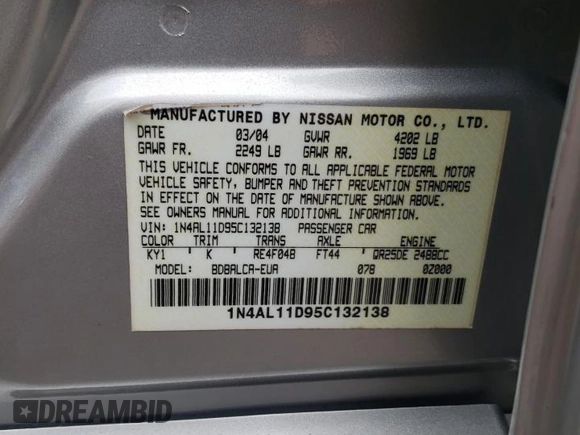 MANUFACTURED BY NISSAN MOTOR CO., LTD.
DATE 03/04 GVWR 4202 LB
GAWR FR. 2249 LB GAWR RR. 1969 LB
THIS VEHICLE CONFORMS TO ALL APPLICABLE FEDERAL MOTOR
VEHICLE SAFETY, BUMPER AND THEFT PREVENTION STANDARDS
IN EFFECT ON THE DATE OF MANUFACTURE SHOWN ABOVE.
SEE OWNERS MANUAL FOR ADDITIONAL INFORMATION.
VIN: 1N4AL11D95C132138 PASSENGER CAR
COLOR TRIM TRANS AXLE ENGINE
KY1 K RE4F04B FT44 QR25DE 2488CC
MODEL: BDBALCA-EUA 078 0Z000
1N4AL11D95C132138
DREAMBID